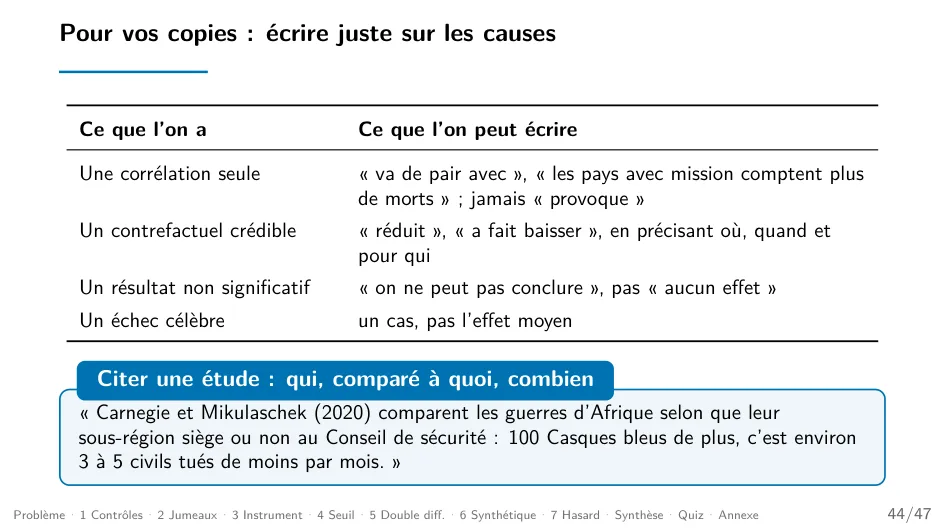 Pour vos copies : écrire juste sur les causes
Ce que l'on a
Ce que l'on peut écrire
Une corrélation seule
« va de pair avec », « les pays avec mission comptent plus
de morts » ; jamais « provoque »
Un contrefactuel crédible
« réduit », « a fait baisser », en précisant où, quand et
pour qui
Un résultat non significatif
« on ne peut pas conclure », pas « aucun effet »
Un échec célèbre
un cas, pas l'effet moyen
Citer une étude : qui, comparé à quoi, combien
« Carnegie et Mikulaschek (2020) comparent les guerres d'Afrique selon que leur
sous-région siège ou non au Conseil de sécurité : 100 Casques bleus de plus, c'est environ
3 à 5 civils tués de moins par mois. »
Problème · 1 Contrôles · 2 Jumeaux · 3 Instrument · 4 Seuil · 5 Double diff. · 6 Synthétique · 7 Hasard · Synthèse · Quiz · Annexe
44/47